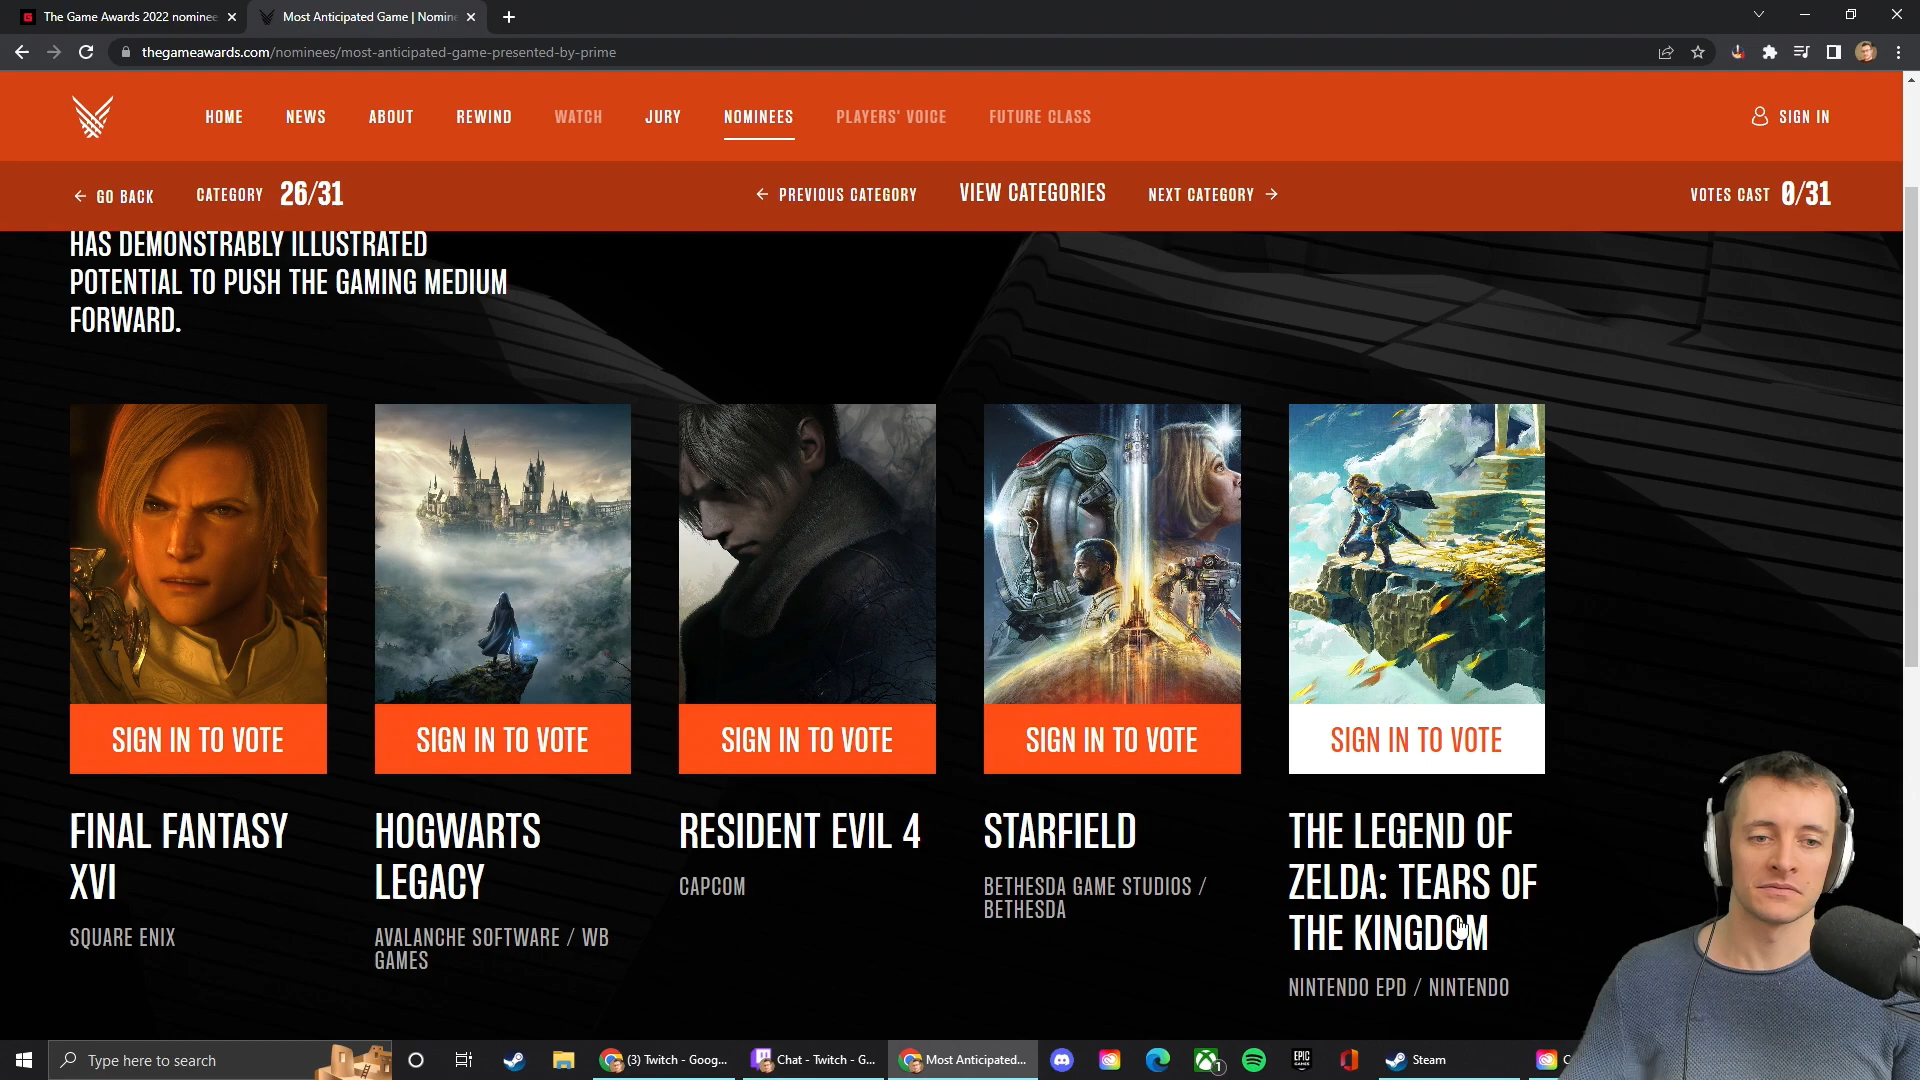 The Game Awards 2022 nominee
Most Anticipated Game | Nomine
thegameawards.com/nominees/most-anticipated-game-presented-by-prime
HOME
NEWS
ABOUT
REWIND
WATCH
JURY
NOMINEES
PLAYERS' VOICE
FUTURE CLASS
SIGN IN
← GO BACK
CATEGORY 26/31
← PREVIOUS CATEGORY
VIEW CATEGORIES
NEXT CATEGORY →
VOTES CAST 0/31
HAS DEMONSTRABLY ILLUSTRATED
POTENTIAL TO PUSH THE GAMING MEDIUM
FORWARD.
SIGN IN TO VOTE
FINAL FANTASY
XVI
SQUARE ENIX
SIGN IN TO VOTE
HOGWARTS
LEGACY
AVALANCHE SOFTWARE / WB
GAMES
SIGN IN TO VOTE
RESIDENT EVIL 4
CAPCOM
SIGN IN TO VOTE
STARFIELD
BETHESDA GAME STUDIOS /
BETHESDA
SIGN IN TO VOTE
THE LEGEND OF
ZELDA: TEARS OF
THE KINGDOM
NINTENDO EPD / NINTENDO
Type here to search
(3) Twitch - Goog...
Chat - Twitch - G...
Most Anticipated...
1
EPIC
GAMES
Steam